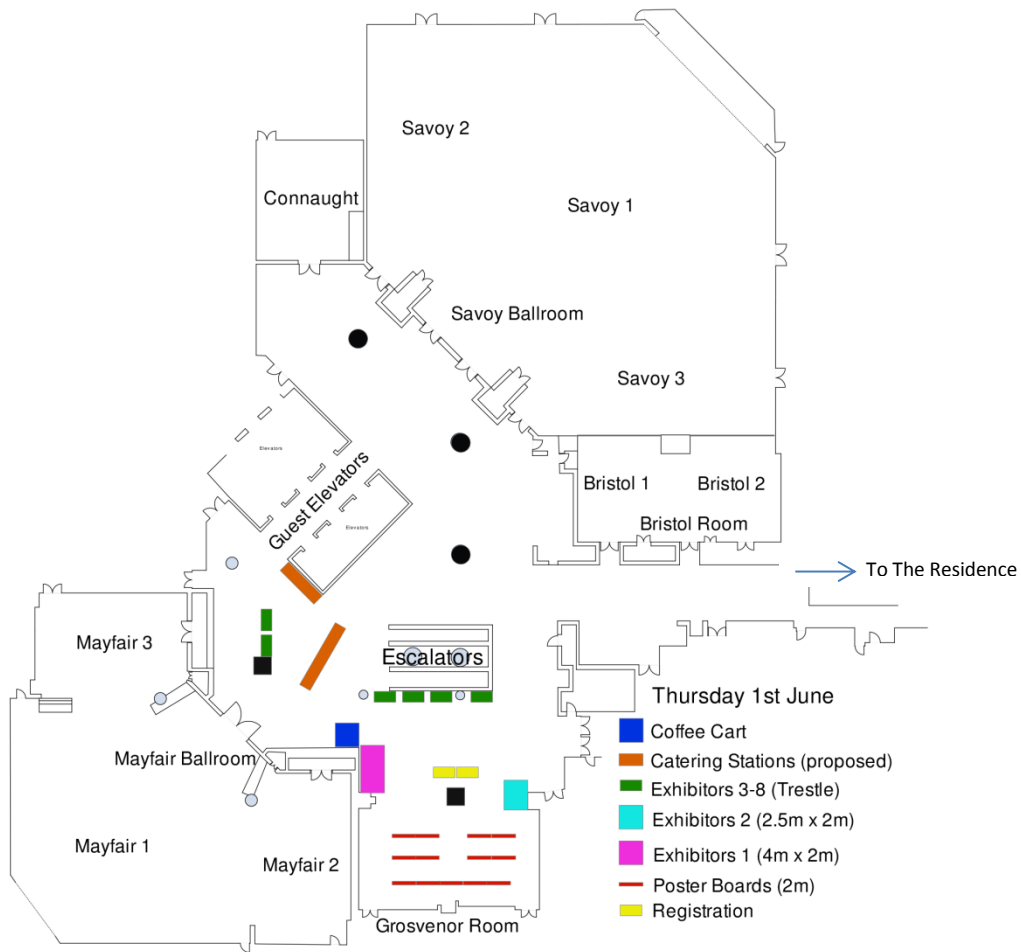 Savoy 2
Connaught
Savoy 1
Savoy Ballroom
Savoy 3
Elevators
Guest Elevators
Elevators
Bristol 1
Bristol 2
Bristol Room
To The Residence
Mayfair 3
Escalators
Mayfair Ballroom
Mayfair 1
Mayfair 2
Grosvenor Room
Thursday 1st June
Coffee Cart
Catering Stations (proposed)
Exhibitors 3-8 (Trestle)
Exhibitors 2 (2.5m x 2m)
Exhibitors 1 (4m x 2m)
Poster Boards (2m)
Registration